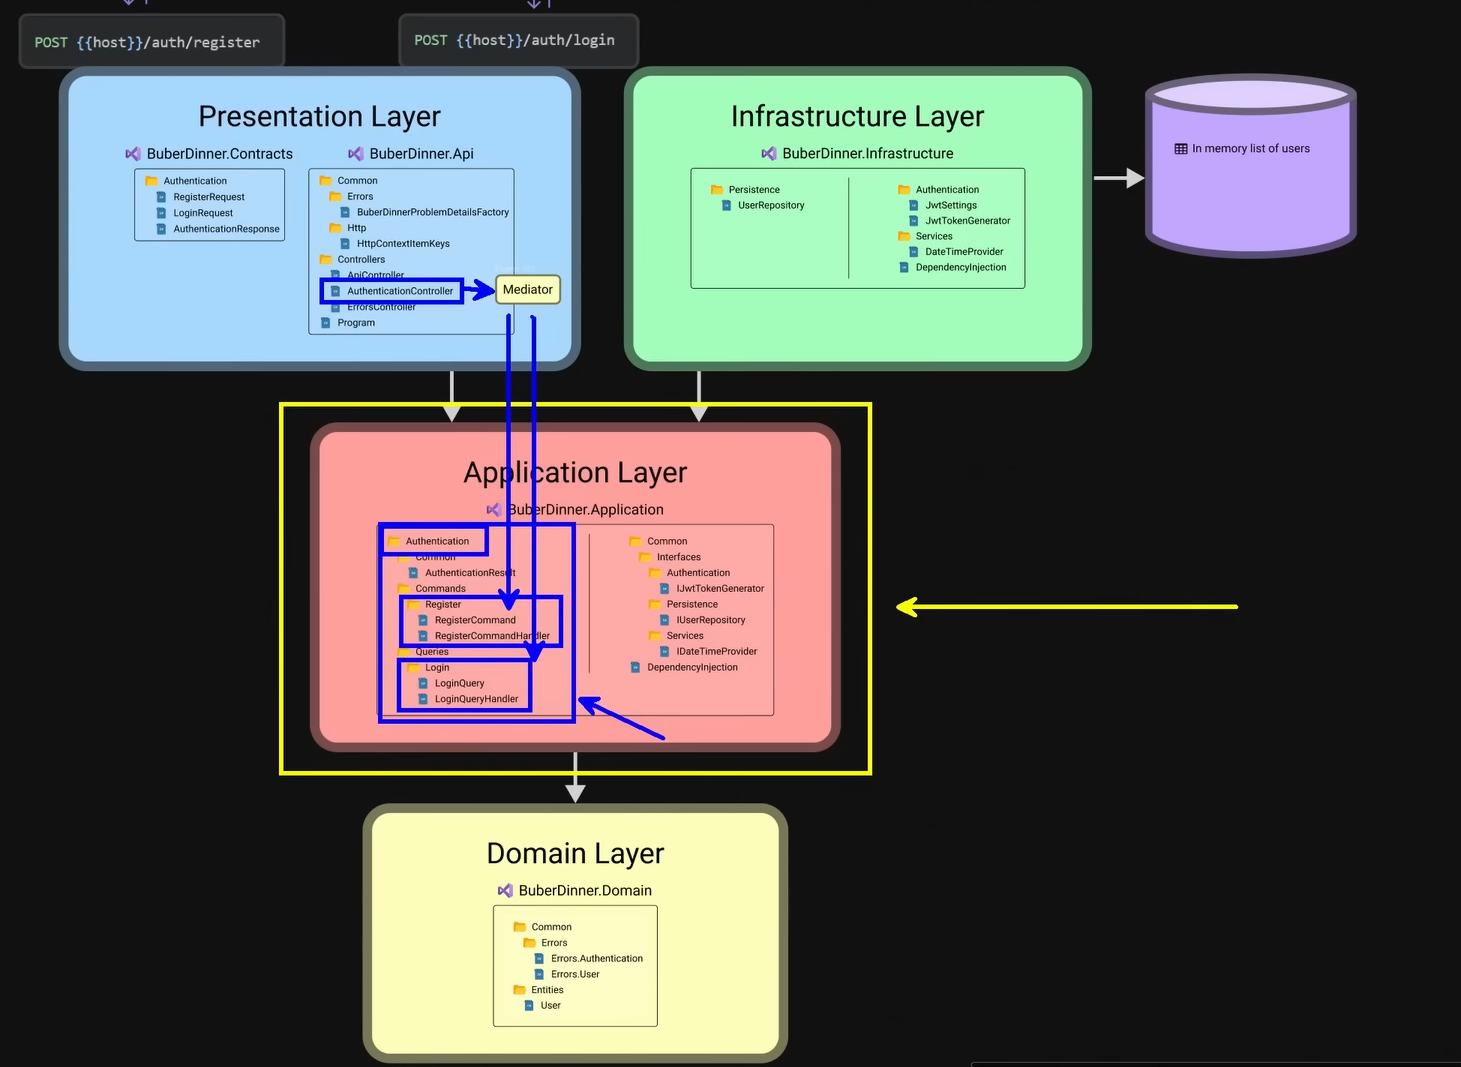 POST {{host}}/auth/register
POST {{host}}/auth/login
Presentation Layer
BuberDinner.Contracts
Authentication
RegisterRequest
LoginRequest
AuthenticationResponse
BuberDinner.Api
Common
Errors
BuberDinnerProblemDetailsFactory
Http
HttpContextItemKeys
Controllers
ApiController
AuthenticationController
ErrorsController
Program
Mediator
Infrastructure Layer
BuberDinner.Infrastructure
Persistence
UserRepository
Authentication
JwtSettings
JwtTokenGenerator
Services
DateTimeProvider
DependencyInjection
In memory list of users
Application Layer
BuberDinner.Application
Authentication
Common
AuthenticationResult
Commands
Register
RegisterCommand
RegisterCommandHandler
Queries
Login
LoginQuery
LoginQueryHandler
Common
Interfaces
Authentication
IJwtTokenGenerator
Persistence
IUserRepository
Services
IDateTimeProvider
DependencyInjection
Domain Layer
BuberDinner.Domain
Common
Errors
Errors.Authentication
Errors.User
Entities
User